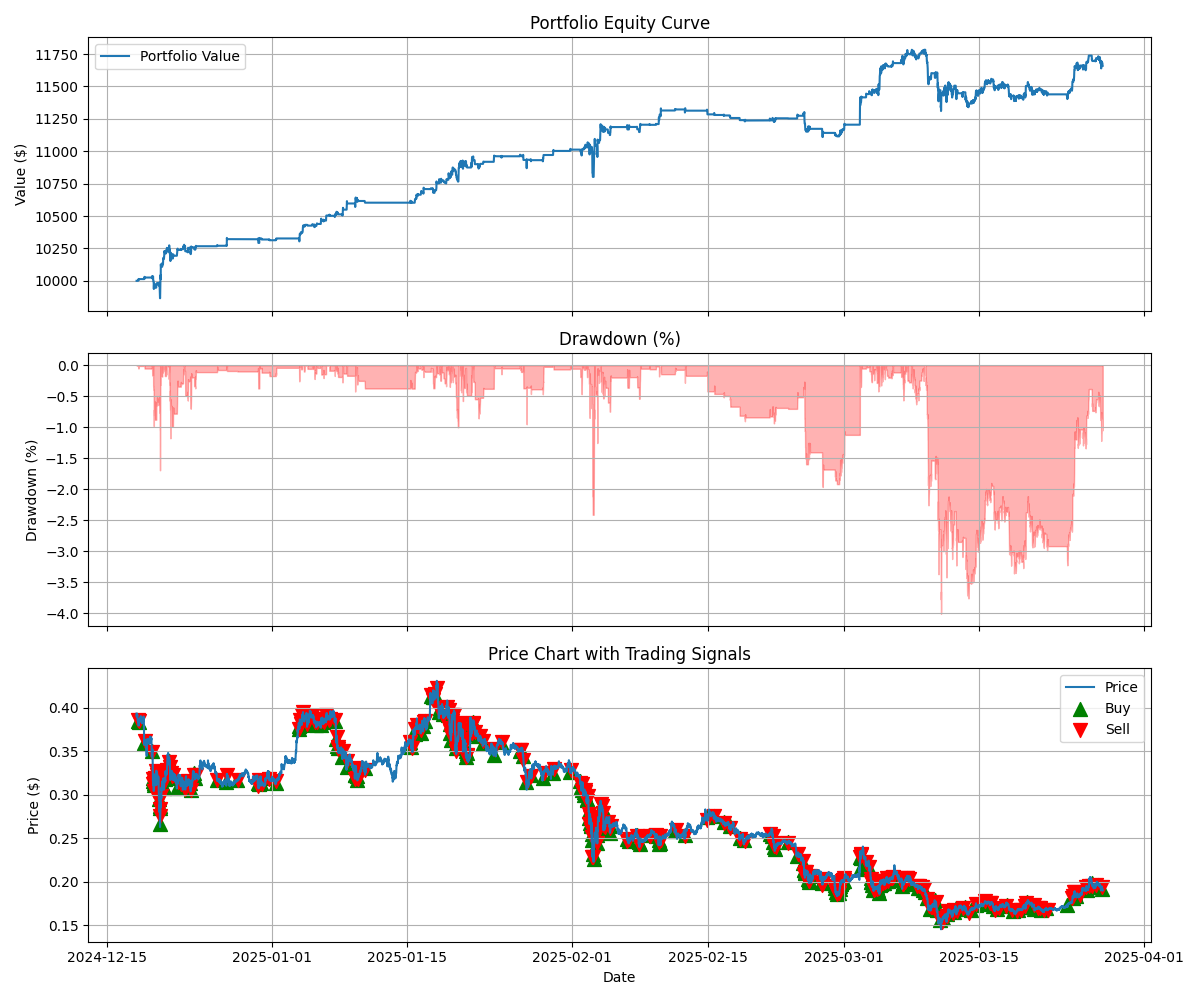 Portfolio Equity Curve
Portfolio Value
11750
11500
11250
11000
10750
10500
10250
10000
Value ($)
Drawdown (%)
0.0
−0.5
−1.0
−1.5
−2.0
−2.5
−3.0
−3.5
−4.0
Drawdown (%)
Price Chart with Trading Signals
Price
Buy
Sell
0.40
0.35
0.30
0.25
0.20
0.15
Price ($)
2024-12-15
2025-01-01
2025-01-15
2025-02-01
2025-02-15
2025-03-01
2025-03-15
2025-04-01
Date